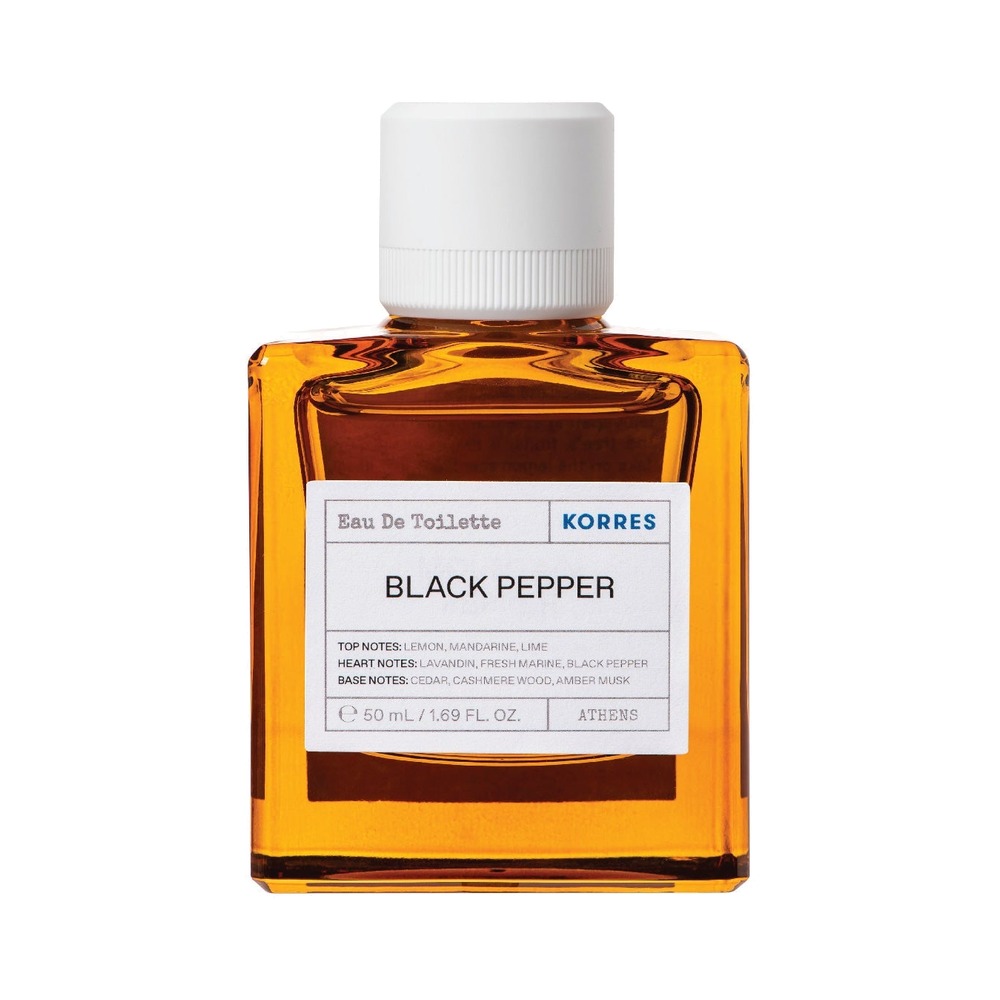 Eau De Toilette
KORRES
BLACK PEPPER
TOP NOTES: LEMON, MANDARINE, LIME
HEART NOTES: LAVANDIN, FRESH MARINE, BLACK PEPPER
BASE NOTES: CEDAR, CASHMERE WOOD, AMBER MUSK
℮ 50 mL / 1.69 FL. OZ.
ATHENS